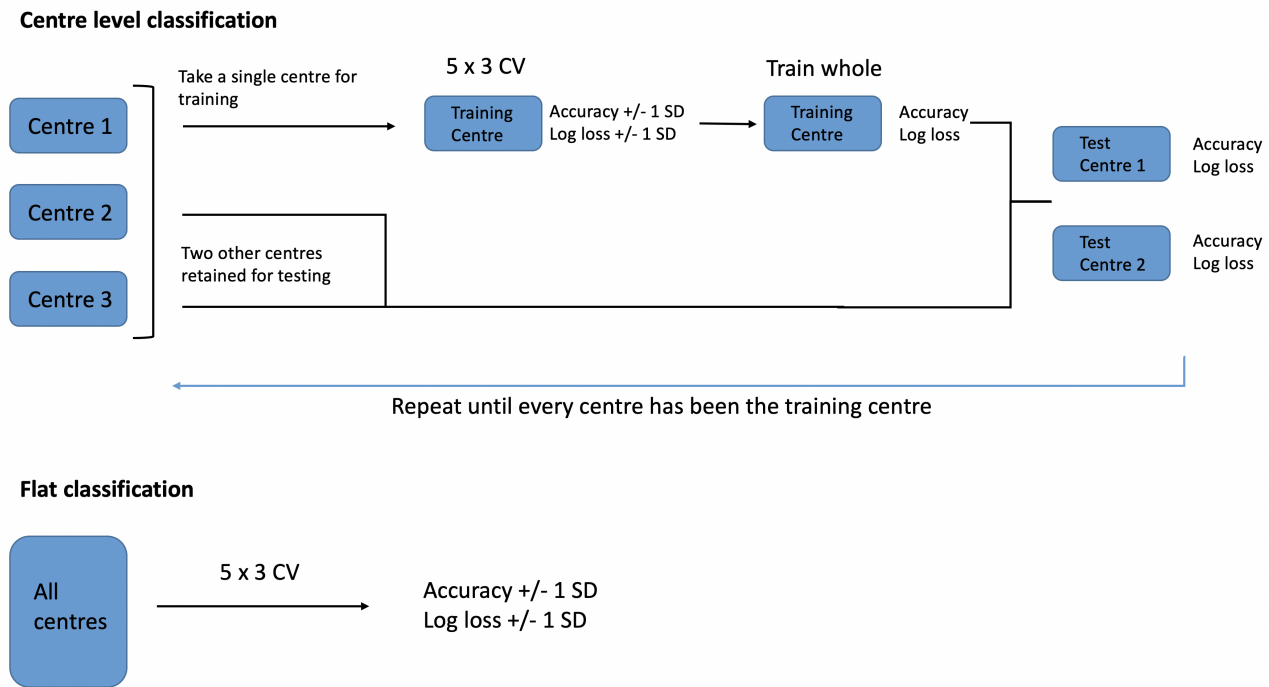 Centre level classification
Centre 1
Centre 2
Centre 3
Take a single centre for
training
5 x 3 CV
Training
Centre
Accuracy +/- 1 SD
Log loss +/- 1 SD
Train whole
Training
Centre
Accuracy
Log loss
Two other centres
retained for testing
Test
Centre 1
Accuracy
Log loss
Test
Centre 2
Accuracy
Log loss
Repeat until every centre has been the training centre
Flat classification
All
centres
5 x 3 CV
Accuracy +/- 1 SD
Log loss +/- 1 SD